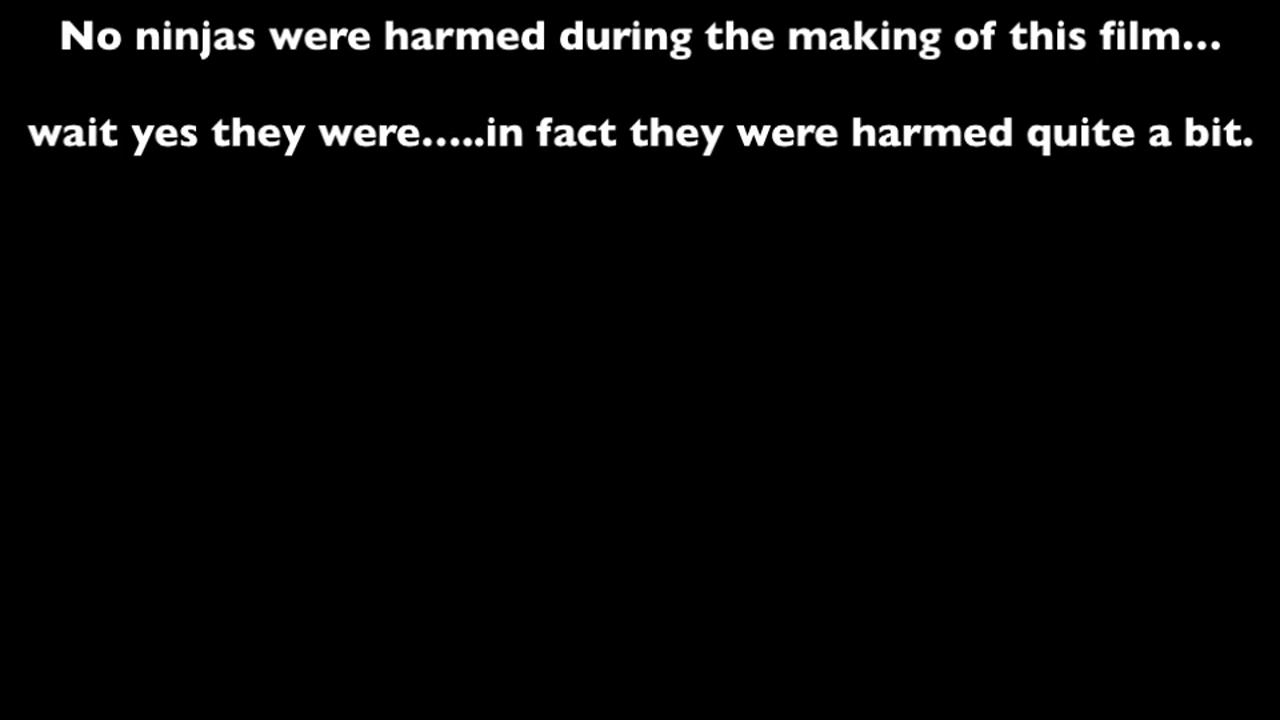 No ninjas were harmed during the making of this film...
wait yes they were.....in fact they were harmed quite a bit.